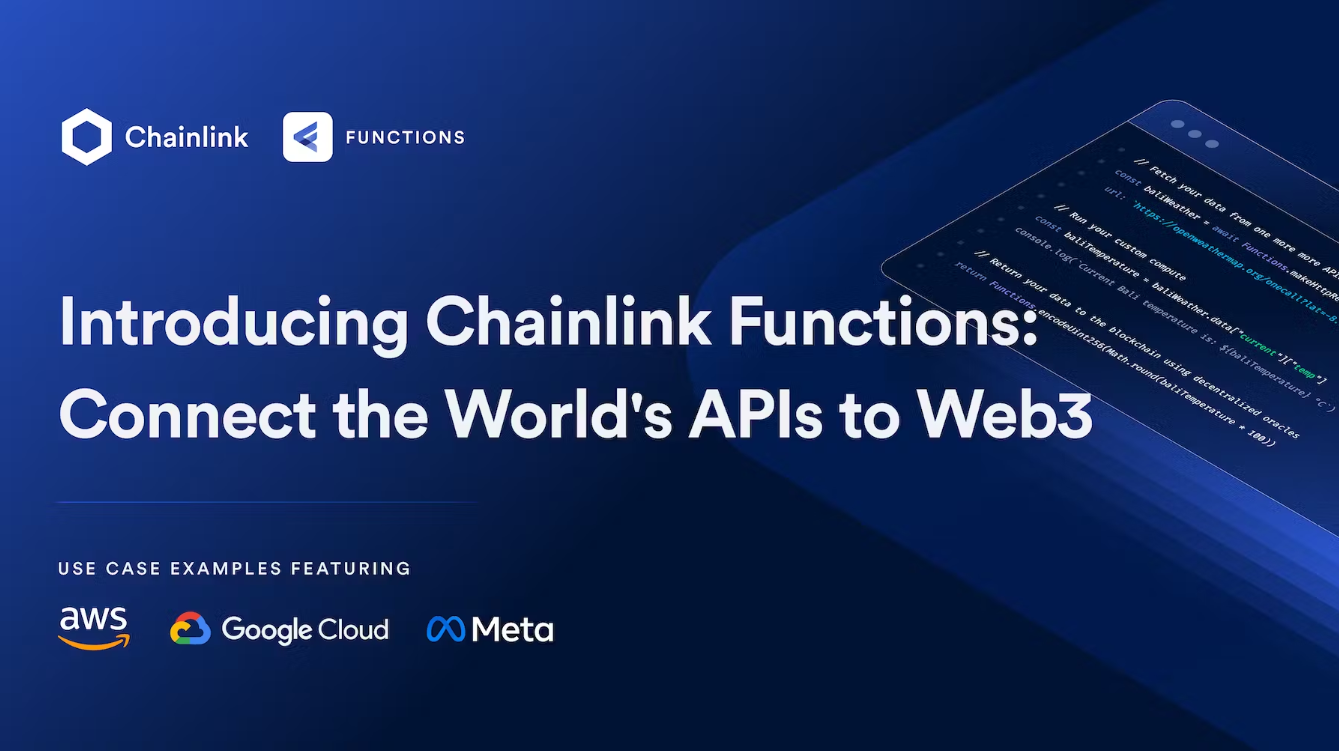 Chainlink
FUNCTIONS
Introducing Chainlink Functions:
Connect the World's APIs to Web3
USE CASE EXAMPLES FEATURING
aws
Google Cloud
Meta
// Fetch your data from one more more API
const baliWeather = await Functions.makeHttpR
url: `https://openweathermap.org/onecall?lat=-8.
// Run your custom compute
const baliTemperature = baliWeather.data["current"]["temp"]
console.log(`Current Bali temperature is: ${baliTemperature} °C`)
// Return your data to the blockchain using decentralized oracles
return Functions.encodeUint256(Math.round(baliTemperature * 100))